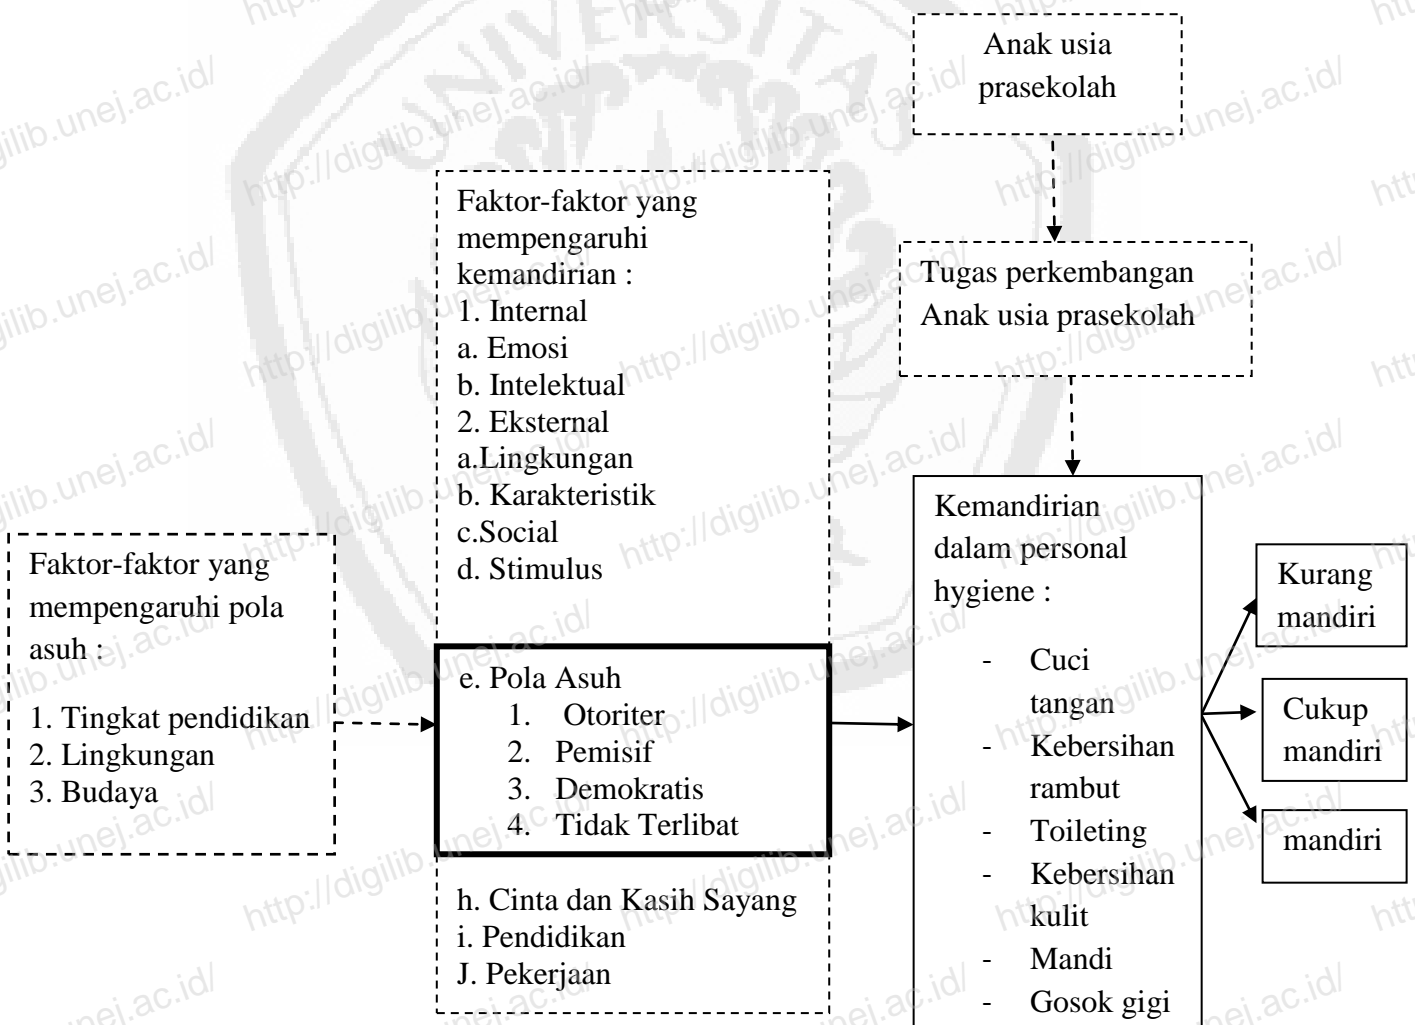 Anak usia
prasekolah
Tugas perkembangan
Anak usia prasekolah
Faktor-faktor yang
mempengaruhi
kemandirian :
1. Internal
a. Emosi
b. Intelektual
2. Eksternal
a.Lingkungan
b. Karakteristik
c.Social
d. Stimulus
e. Pola Asuh
1. Otoriter
2. Pemisif
3. Demokratis
4. Tidak Terlibat
h. Cinta dan Kasih Sayang
i. Pendidikan
J. Pekerjaan
Faktor-faktor yang
mempengaruhi pola
asuh :
1. Tingkat pendidikan
2. Lingkungan
3. Budaya
Kemandirian
dalam personal
hygiene :
- Cuci
tangan
- Kebersihan
rambut
- Toileting
- Kebersihan
kulit
- Mandi
- Gosok gigi
Kurang
mandiri
Cukup
mandiri
mandiri
UNIVERSITAS
http://digilib.unej.ac.id/